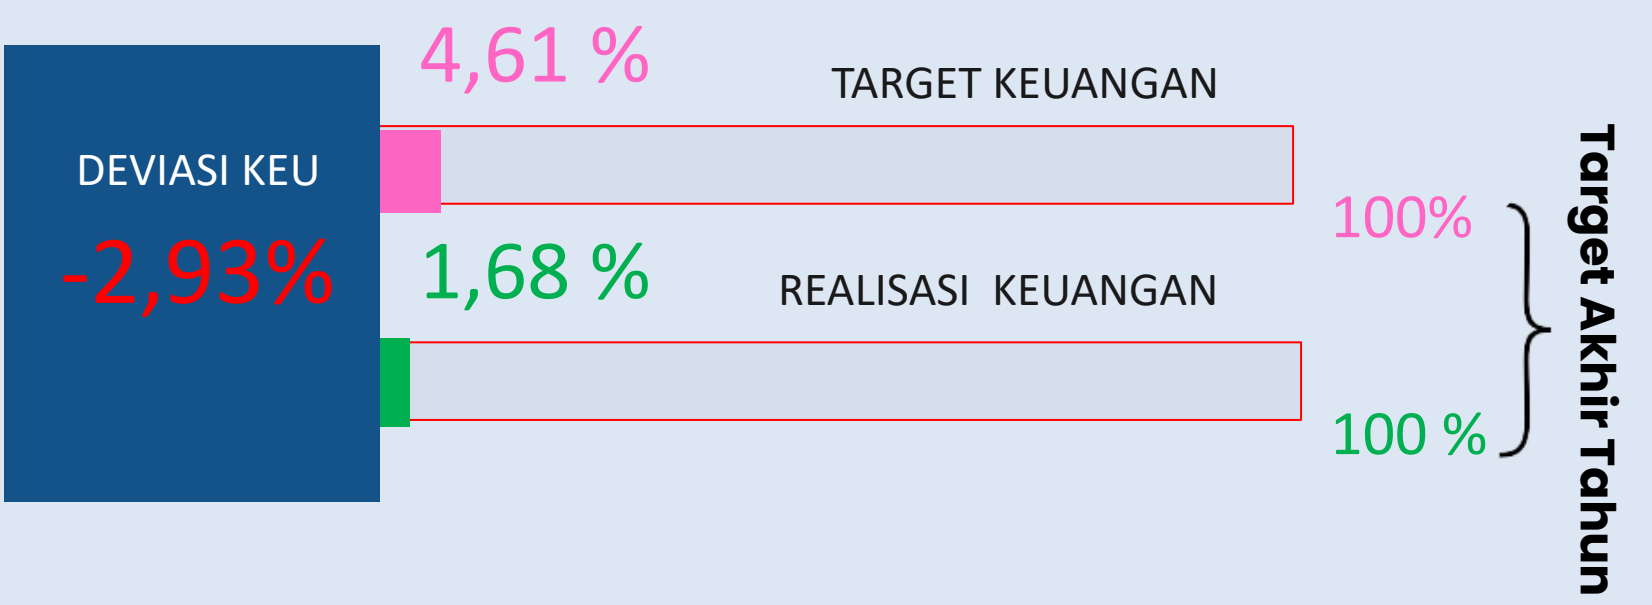 DEVIASI KEU
-2,93%
4,61 %
TARGET KEUANGAN
1,68 %
REALISASI KEUANGAN
100%
100 %
Target Akhir Tahun